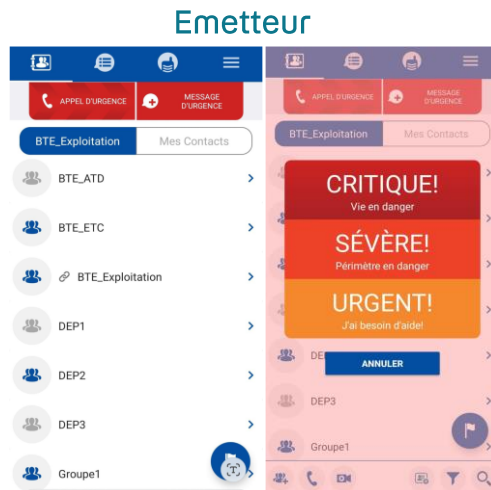 Emetteur
APPEL D'URGENCE
MESSAGE
D'URGENCE
BTE_Exploitation
Mes Contacts
BTE_ATD
BTE_ETC
BTE_Exploitation
DEP1
DEP2
DEP3
Groupe1
APPEL D'URGENCE
MESSAGE
D'URGENCE
BTE_Exploitation
Mes Contacts
CRITIQUE!
Vie en danger
SÉVÈRE!
Périmètre en danger
URGENT!
J'ai besoin d'aide!
ANNULER
DEP3
Groupe1